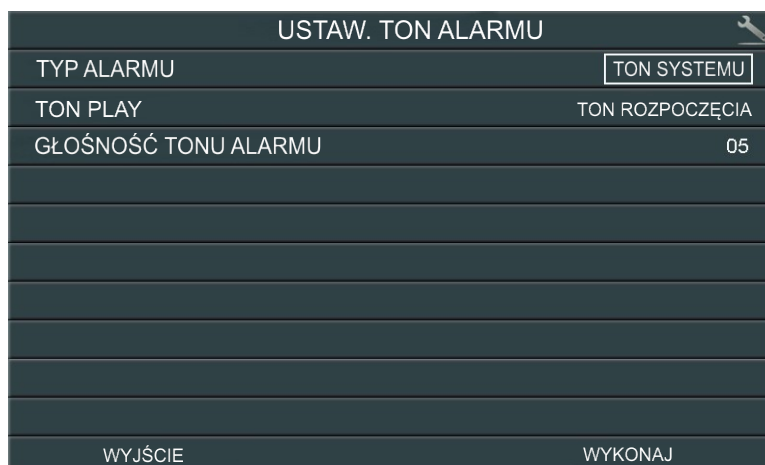 USTAW. TON ALARMU
TYP ALARMU TON SYSTEMU
TON PLAY TON ROZPOCZĘCIA
GŁOŚNOŚĆ TONU ALARMU 05
WYJŚCIE WYKONAJ